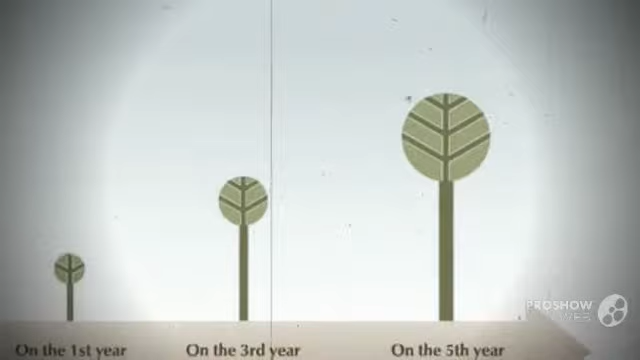 PROSHOW
On the 1st year
On the 3rd year
On the 5th year